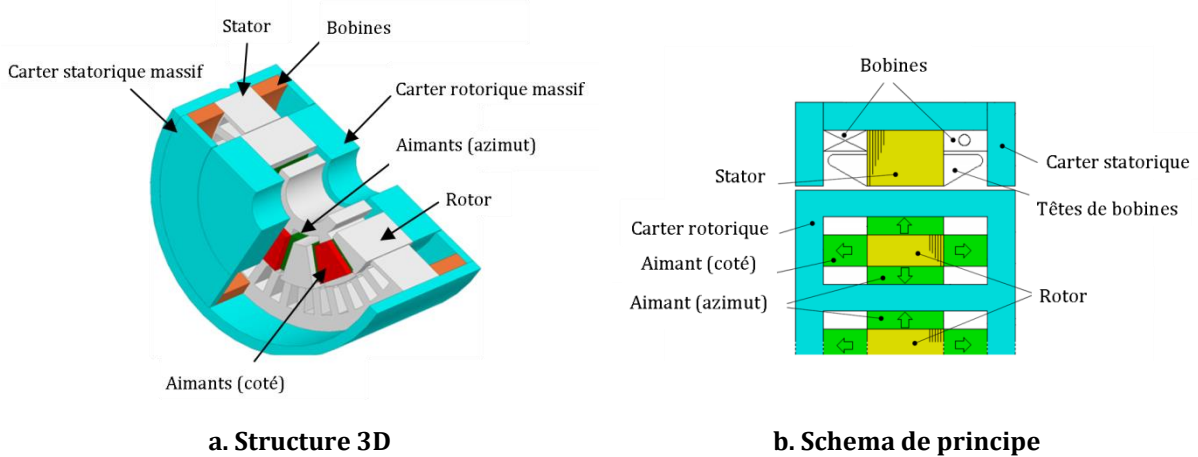 Stator
Bobines
Carter statorique massif
Carter rotorique massif
Aimants (azimut)
Rotor
Aimants (coté)
a. Structure 3D
Bobines
Stator
Carter statorique
Têtes de bobines
Carter rotorique
Aimant (coté)
Aimant (azimut)
Rotor
b. Schema de principe